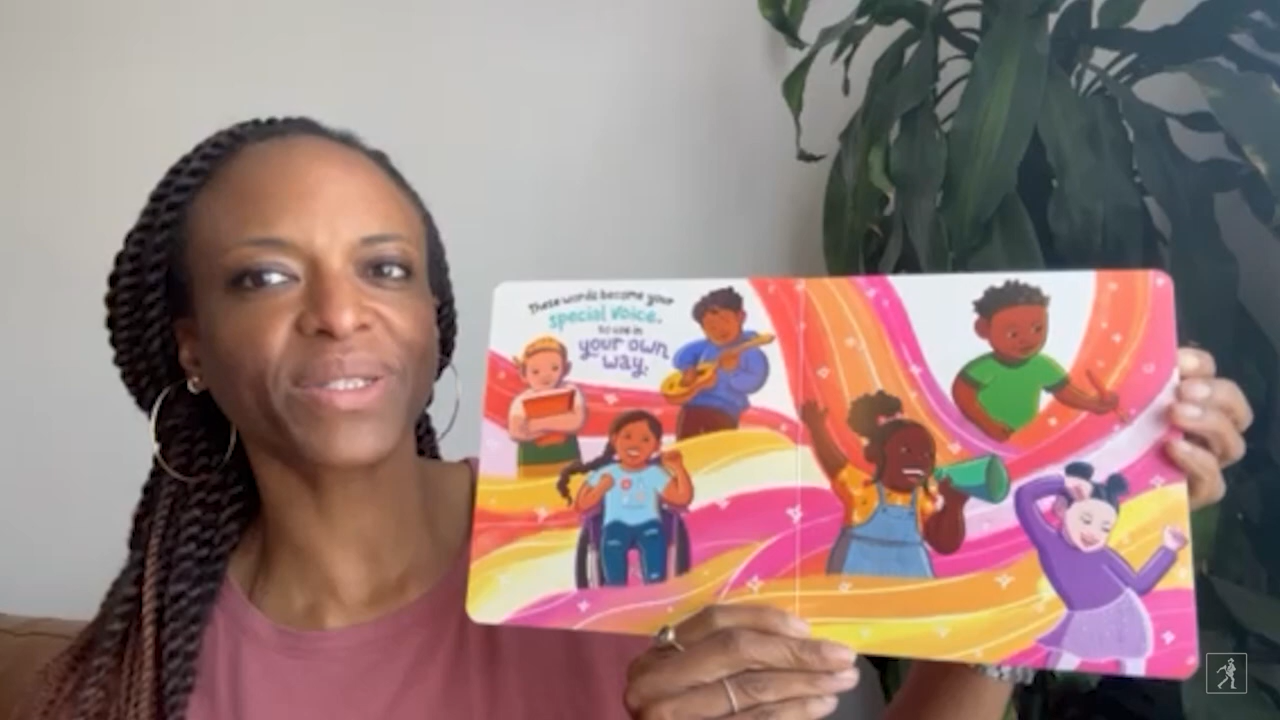 These words become your
special voice,
to use in
your own
way.